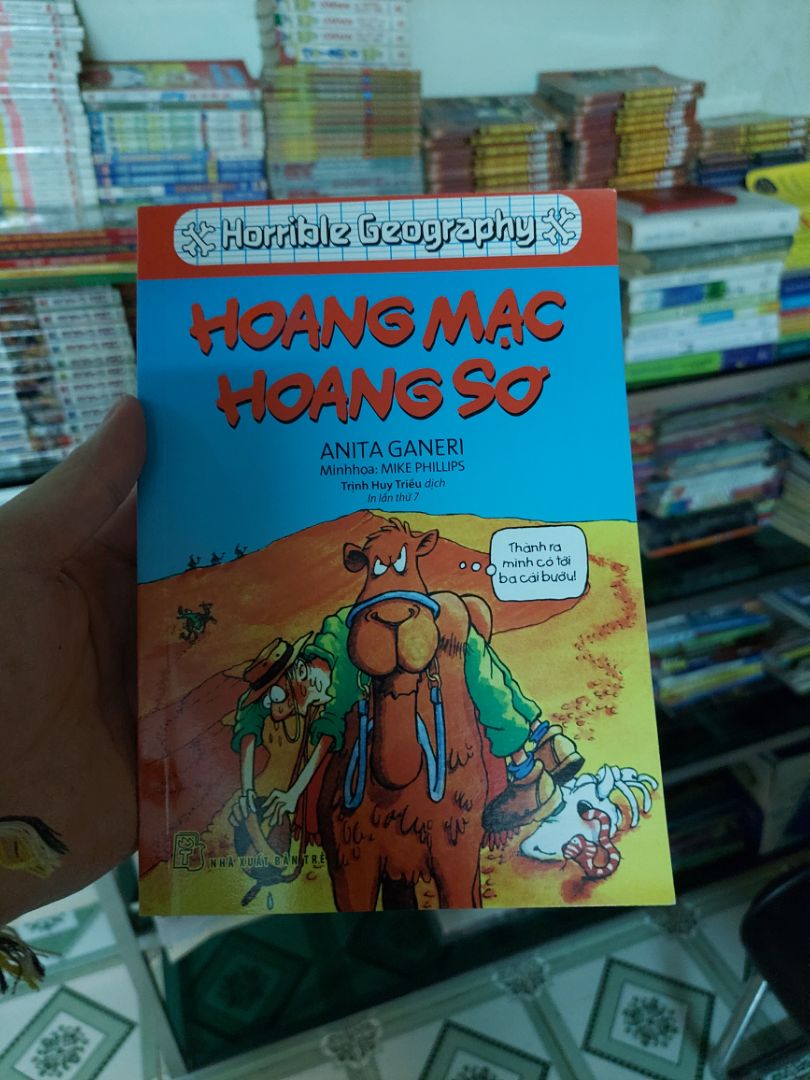 Horrible Geography
HOANG MẠC
HOANG SƠ
ANITA GANERI
Minh họa: MIKE PHILLIPS
Trịnh Huy Triều dịch
In lần thứ 7
Thành ra
mình có tới
ba cái bướu!
NHÀ XUẤT BẢN TRẺ